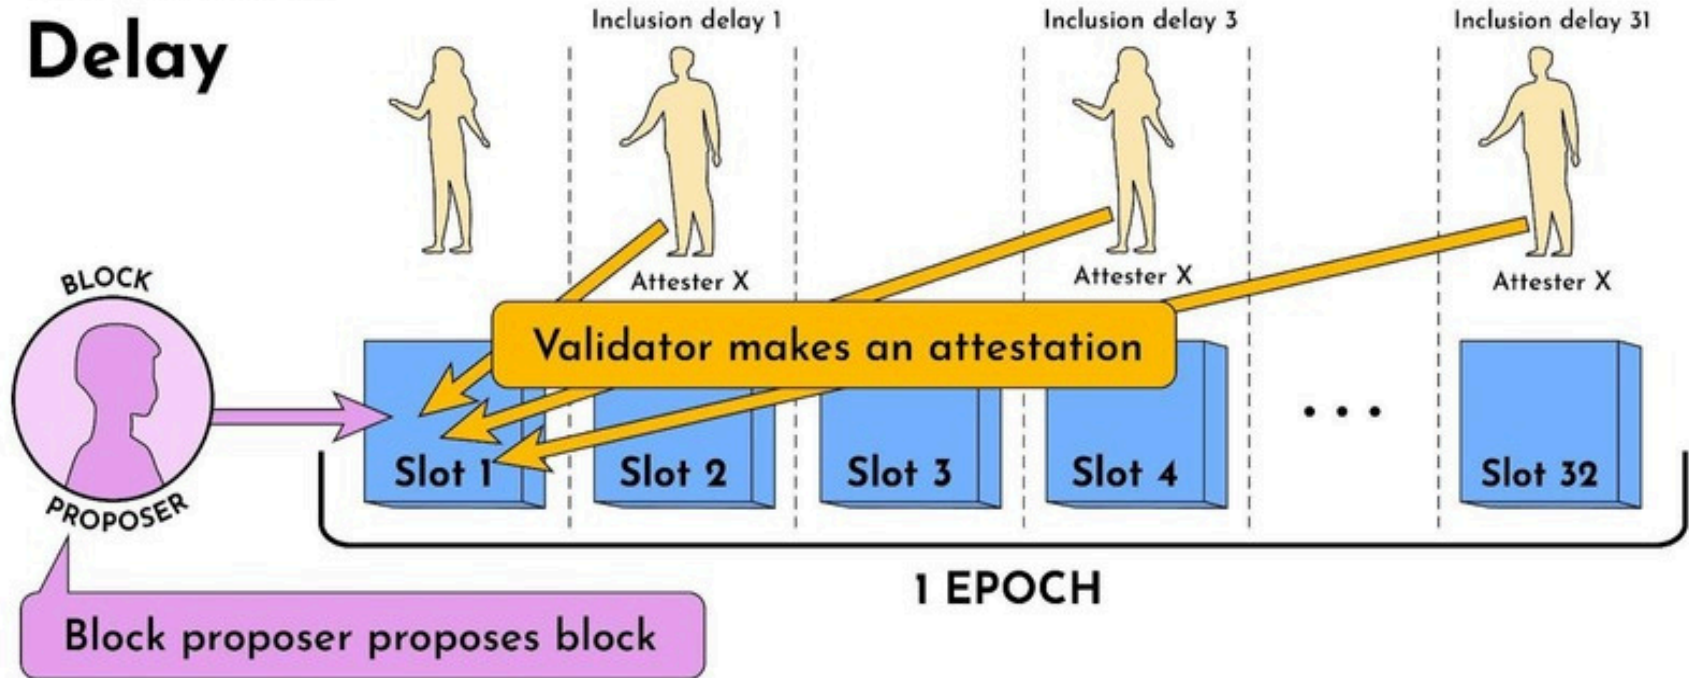 Delay
Inclusion delay 1
Inclusion delay 3
Inclusion delay 31
Attester X
Attester X
Attester X
BLOCK
PROPOSER
Validator makes an attestation
Slot 1
Slot 2
Slot 3
Slot 4
...
Slot 32
1 EPOCH
Block proposer proposes block